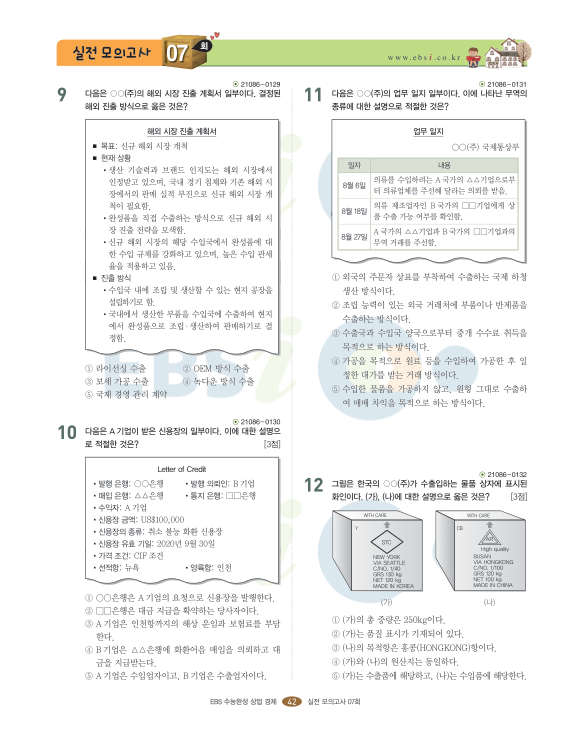 실전 모의고사 07 회
www.ebsi.co.kr
9
21086-0129
다음은 ○○(주)의 해외 시장 진출 계획서 일부이다. 결정된
해외 진출 방식으로 옳은 것은?
해외 시장 진출 계획서
■ 목표: 신규 해외 시장 개척
■ 현재 상황
• 생산 기술력과 브랜드 인지도는 해외 시장에서
인정받고 있으며, 국내 경기 침체와 기존 해외 시
장에서의 판매 실적 부진으로 신규 해외 시장 개
척이 필요함.
• 완성품을 직접 수출하는 방식으로 신규 해외 시
장 진출 전략을 모색함.
• 신규 해외 시장의 해당 수입국에서 완성품에 대
한 수입 규제를 강화하고 있으며, 높은 수입 관세
율을 적용하고 있음.
■ 진출 방식
• 수입국 내에 조립 및 생산할 수 있는 현지 공장을
설립하기로 함.
• 국내에서 생산한 부품을 수입국에 수출하여 현지
에서 완성품으로 조립·생산하여 판매하기로 결
정함.
① 라이선싱 수출 ② OEM 방식 수출
③ 보세 가공 수출 ④ 녹다운 방식 수출
⑤ 국제 경영 관리 계약
10
21086-0130
다음은 A 기업이 받은 신용장의 일부이다. 이에 대한 설명으
로 적절한 것은? [3점]
Letter of Credit
• 발행 은행: ○○은행 • 발행 의뢰인: B 기업
• 매입 은행: △△은행 • 통지 은행: □□은행
• 수익자: A 기업
• 신용장 금액: US$100,000
• 신용장의 종류: 취소 불능 화환 신용장
• 신용장 유효 기일: 2020년 9월 30일
• 가격 조건: CIF 조건
• 선적항: 뉴욕 • 양륙항: 인천
① ○○은행은 A 기업의 요청으로 신용장을 발행한다.
② □□은행은 대금 지급을 확약하는 당사자이다.
③ A 기업은 인천항까지의 해상 운임과 보험료를 부담
한다.
④ B 기업은 △△은행에 화환어음 매입을 의뢰하고 대
금을 지급받는다.
⑤ A 기업은 수입업자이고, B 기업은 수출업자이다.
11
21086-0131
다음은 ○○(주)의 업무 일지 일부이다. 이에 나타난 무역의
종류에 대한 설명으로 적절한 것은?
업무 일지
○○(주) 국제통상부
일자 내용
8월 6일 의류를 수입하려는 A 국가의 △△기업으로부
터 의류업체를 주선해 달라는 의뢰를 받음.
8월 18일 의류 제조업자인 B 국가의 □□기업에게 상
품 수출 가능 여부를 확인함.
8월 27일 A 국가의 △△기업과 B 국가의 □□기업과의
무역 거래를 주선함.
① 외국의 주문자 상표를 부착하여 수출하는 국제 하청
생산 방식이다.
② 조립 능력이 있는 외국 거래처에 부품이나 반제품을
수출하는 방식이다.
③ 수출국과 수입국 양국으로부터 중개 수수료 취득을
목적으로 하는 방식이다.
④ 가공을 목적으로 원료 등을 수입하여 가공한 후 일
정한 대가를 받는 거래 방식이다.
⑤ 수입한 물품을 가공하지 않고, 원형 그대로 수출하
여 매매 차익을 목적으로 하는 방식이다.
12
21086-0132
그림은 한국의 ○○(주)가 수출입하는 물품 상자에 표시된
화인이다. (가), (나)에 대한 설명으로 옳은 것은? [3점]
WITH CARE
Y
STC
NEW YORK
VIA SEATTLE
C/NO. 1/40
GRS 130 kg
NET 120 kg
MADE IN KOREA
(가)
WITH CARE
CB
AIR
High quality
BUSAN
VIA HONGKONG
C/NO. 1/100
GRS 120 kg
NET 100 kg
MADE IN CHINA
(나)
① (가)의 총 중량은 250kg이다.
② (가)는 품질 표시가 기재되어 있다.
③ (나)의 목적항은 홍콩(HONGKONG)항이다.
④ (가)와 (나)의 원산지는 동일하다.
⑤ (가)는 수출품에 해당하고, (나)는 수입품에 해당한다.
EBS 수능완성 상업 경제 42 실전 모의고사 07회